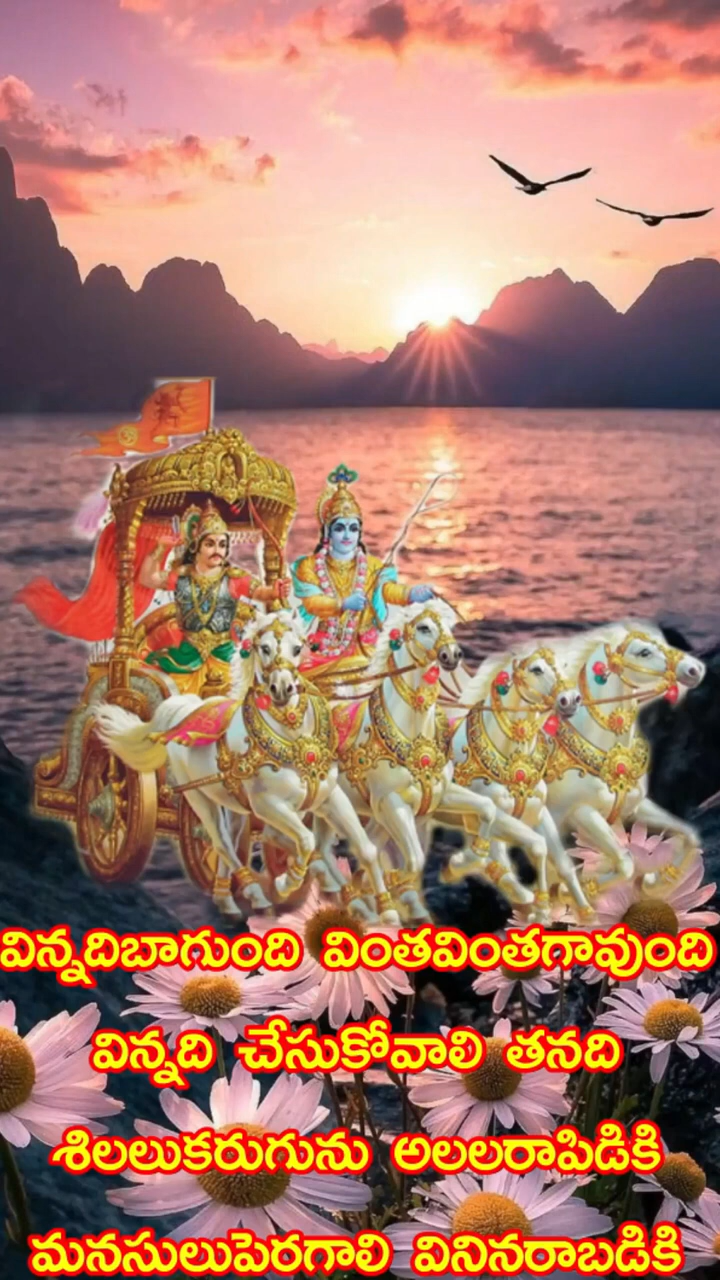 విన్నదిబాగుంది వింతవింతగావుంది
విన్నది చేసుకోవాలి తనది
శిలలుకరుగును అలలరాపిడికి
మనసులుపెరగాలి వినినరాబడికి